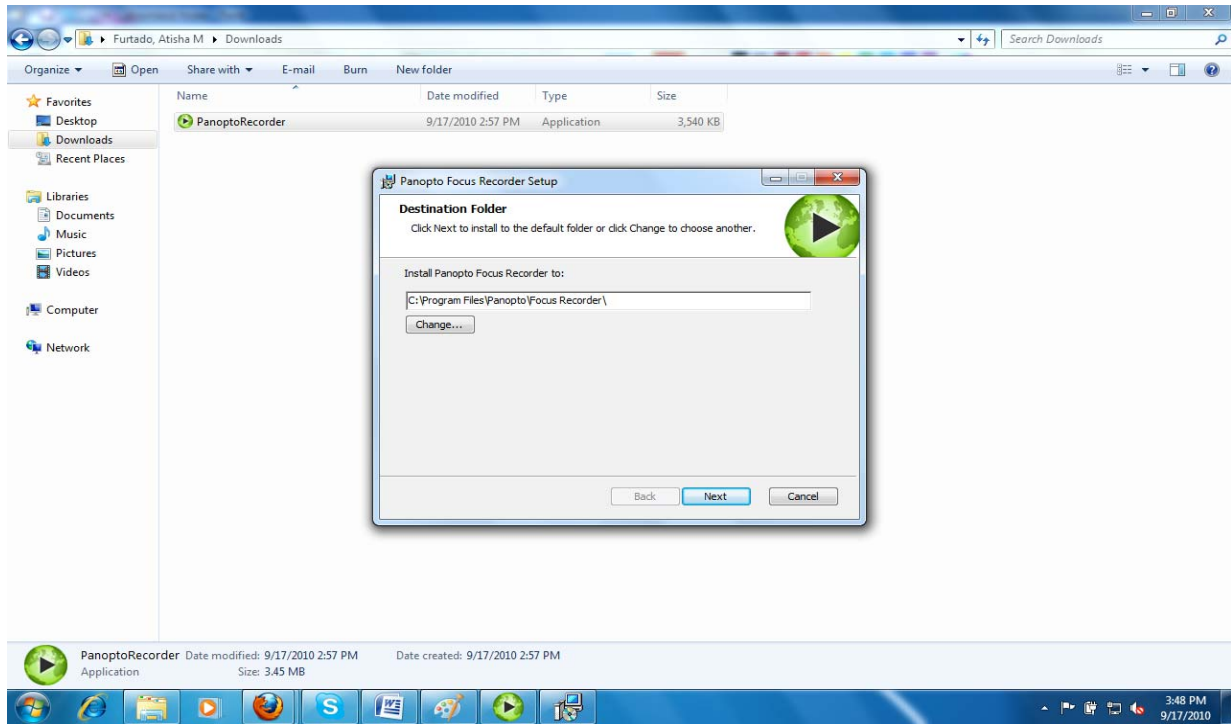 Furtado, Atisha M ▸ Downloads
Search Downloads
Organize Open Share with E-mail Burn New folder
Name Date modified Type Size
PanoptoRecorder 9/17/2010 2:57 PM Application 3,540 KB
Favorites
Desktop
Downloads
Recent Places
Libraries
Documents
Music
Pictures
Videos
Computer
Network
Panopto Focus Recorder Setup
Destination Folder
Click Next to install to the default folder or click Change to choose another.
Install Panopto Focus Recorder to:
C:\Program Files\Panopto\Focus Recorder\
Change...
Back Next Cancel
PanoptoRecorder Date modified: 9/17/2010 2:57 PM Date created: 9/17/2010 2:57 PM
Application Size: 3.45 MB
3:48 PM
9/17/2010